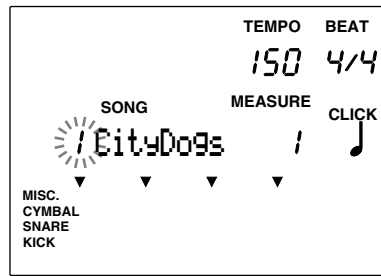 TEMPO BEAT
150 4/4
SONG MEASURE CLICK
1 CityDogs 1
MISC.
CYMBAL
SNARE
KICK